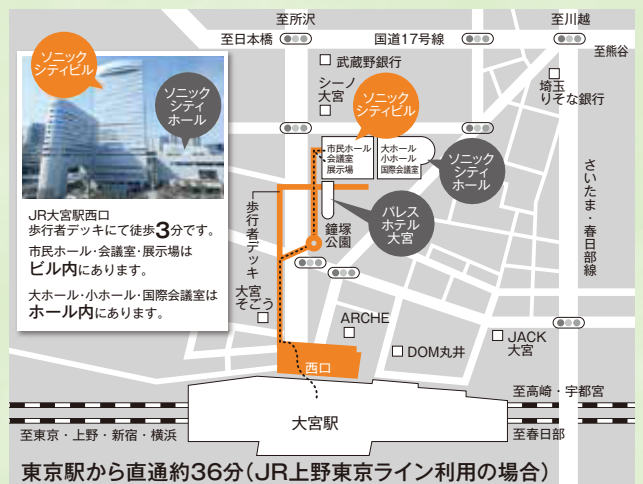 至所沢
至川越
至日本橋
国道17号線
至熊谷
ソニック
シティビル
ソニック
シティ
ホール
JR大宮駅西口
歩行者デッキにて徒歩3分です。
市民ホール・会議室・展示場は
ビル内にあります。
大ホール・小ホール・国際会議室は
ホール内にあります。
武蔵野銀行
シーノ
大宮
ソニック
シティビル
埼玉
りそな銀行
市民ホール
会議室
展示場
大ホール
小ホール
国際会議室
ソニック
シティ
ホール
さいたま・春日部線
歩行者デッキ
鐘塚
公園
パレス
ホテル
大宮
大宮
そごう
ARCHE
DOM丸井
JACK
大宮
西口
大宮駅
至高崎・宇都宮
至東京・上野・新宿・横浜
至春日部
東京駅から直通約36分(JR上野東京ライン利用の場合)